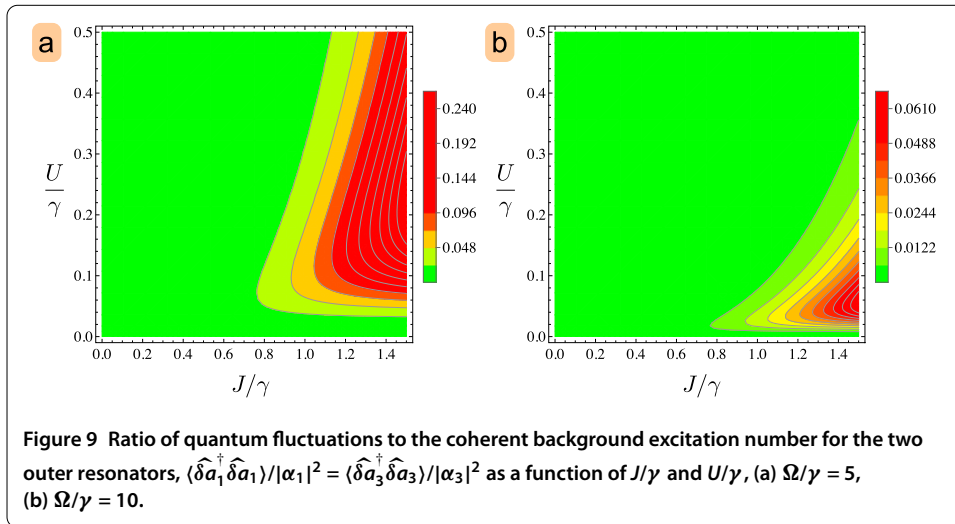 a
b
0.5
0.4
0.3
0.2
0.1
0.0
U/γ
0.0 0.2 0.4 0.6 0.8 1.0 1.2 1.4
J/γ
0.240
0.192
0.144
0.096
0.048
0.5
0.4
0.3
0.2
0.1
0.0
U/γ
0.0 0.2 0.4 0.6 0.8 1.0 1.2 1.4
J/γ
0.0610
0.0488
0.0366
0.0244
0.0122
Figure 9 Ratio of quantum fluctuations to the coherent background excitation number for the two
outer resonators, ⟨δ̂a₁†δ̂a₁⟩/|α₁|² = ⟨δ̂a₃†δ̂a₃⟩/|α₃|² as a function of J/γ and U/γ, (a) Ω/γ = 5,
(b) Ω/γ = 10.